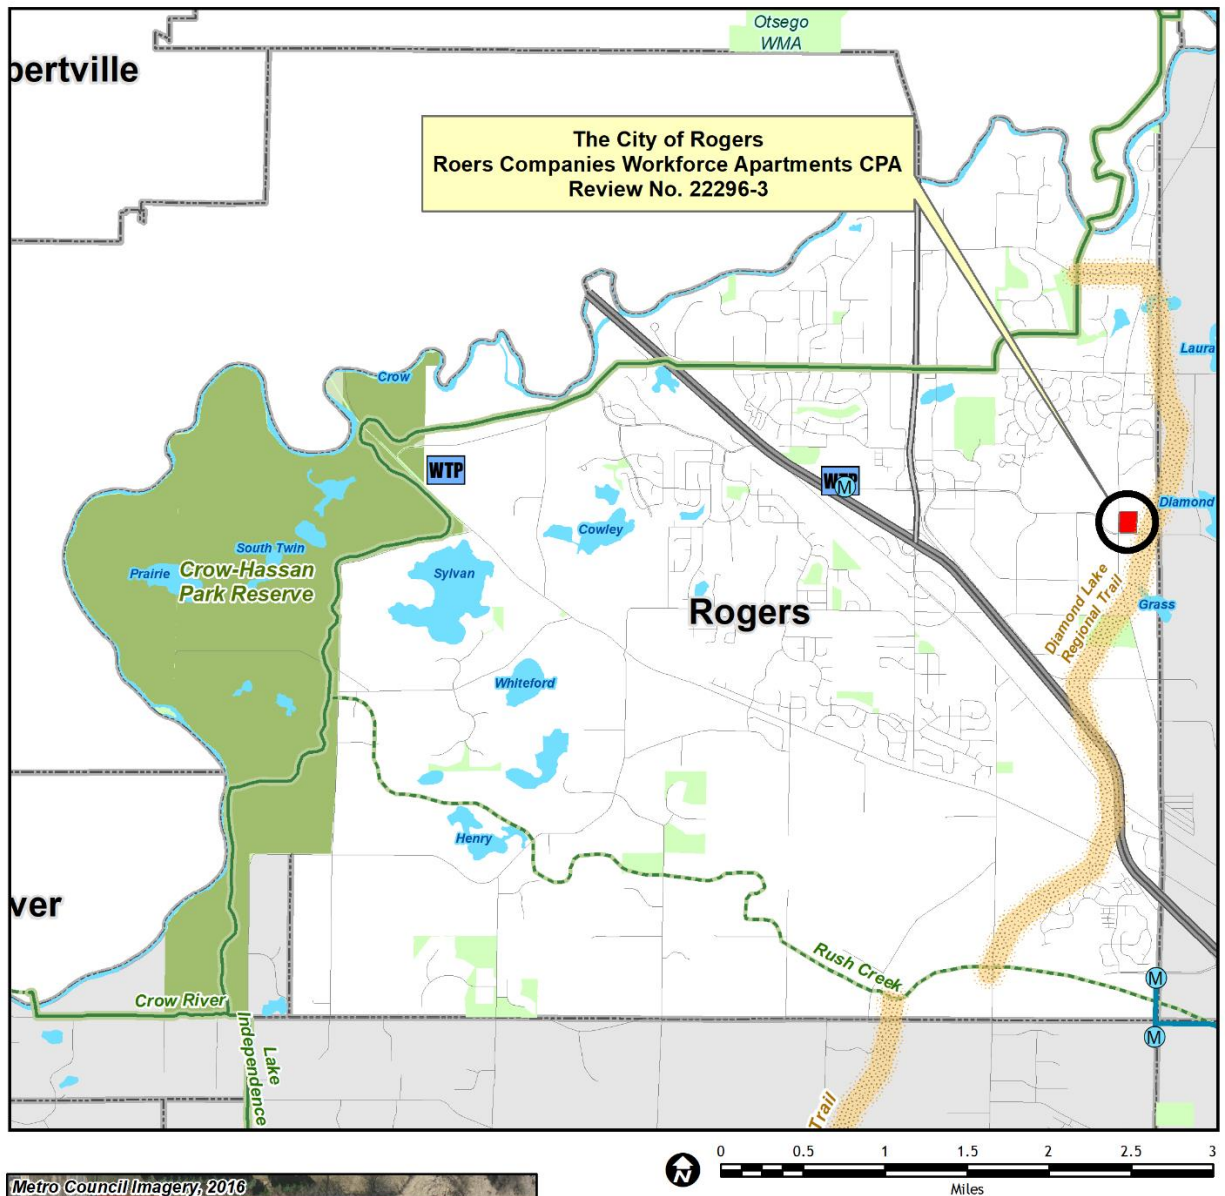 Otsego
WMA
bertville
The City of Rogers
Roers Companies Workforce Apartments CPA
Review No. 22296-3
Laura
Crow
WTP
WTP
M
Diamond
Cowley
South Twin
Prairie
Crow-Hassan
Park Reserve
Sylvan
Rogers
Grass
Diamond Lake
Regional Trail
Whiteford
Henry
ver
Rush Creek
Crow River
M
M
Lake
Independence
Trail
N
0 0.5 1 1.5 2 2.5 3
Miles
Metro Council Imagery, 2016